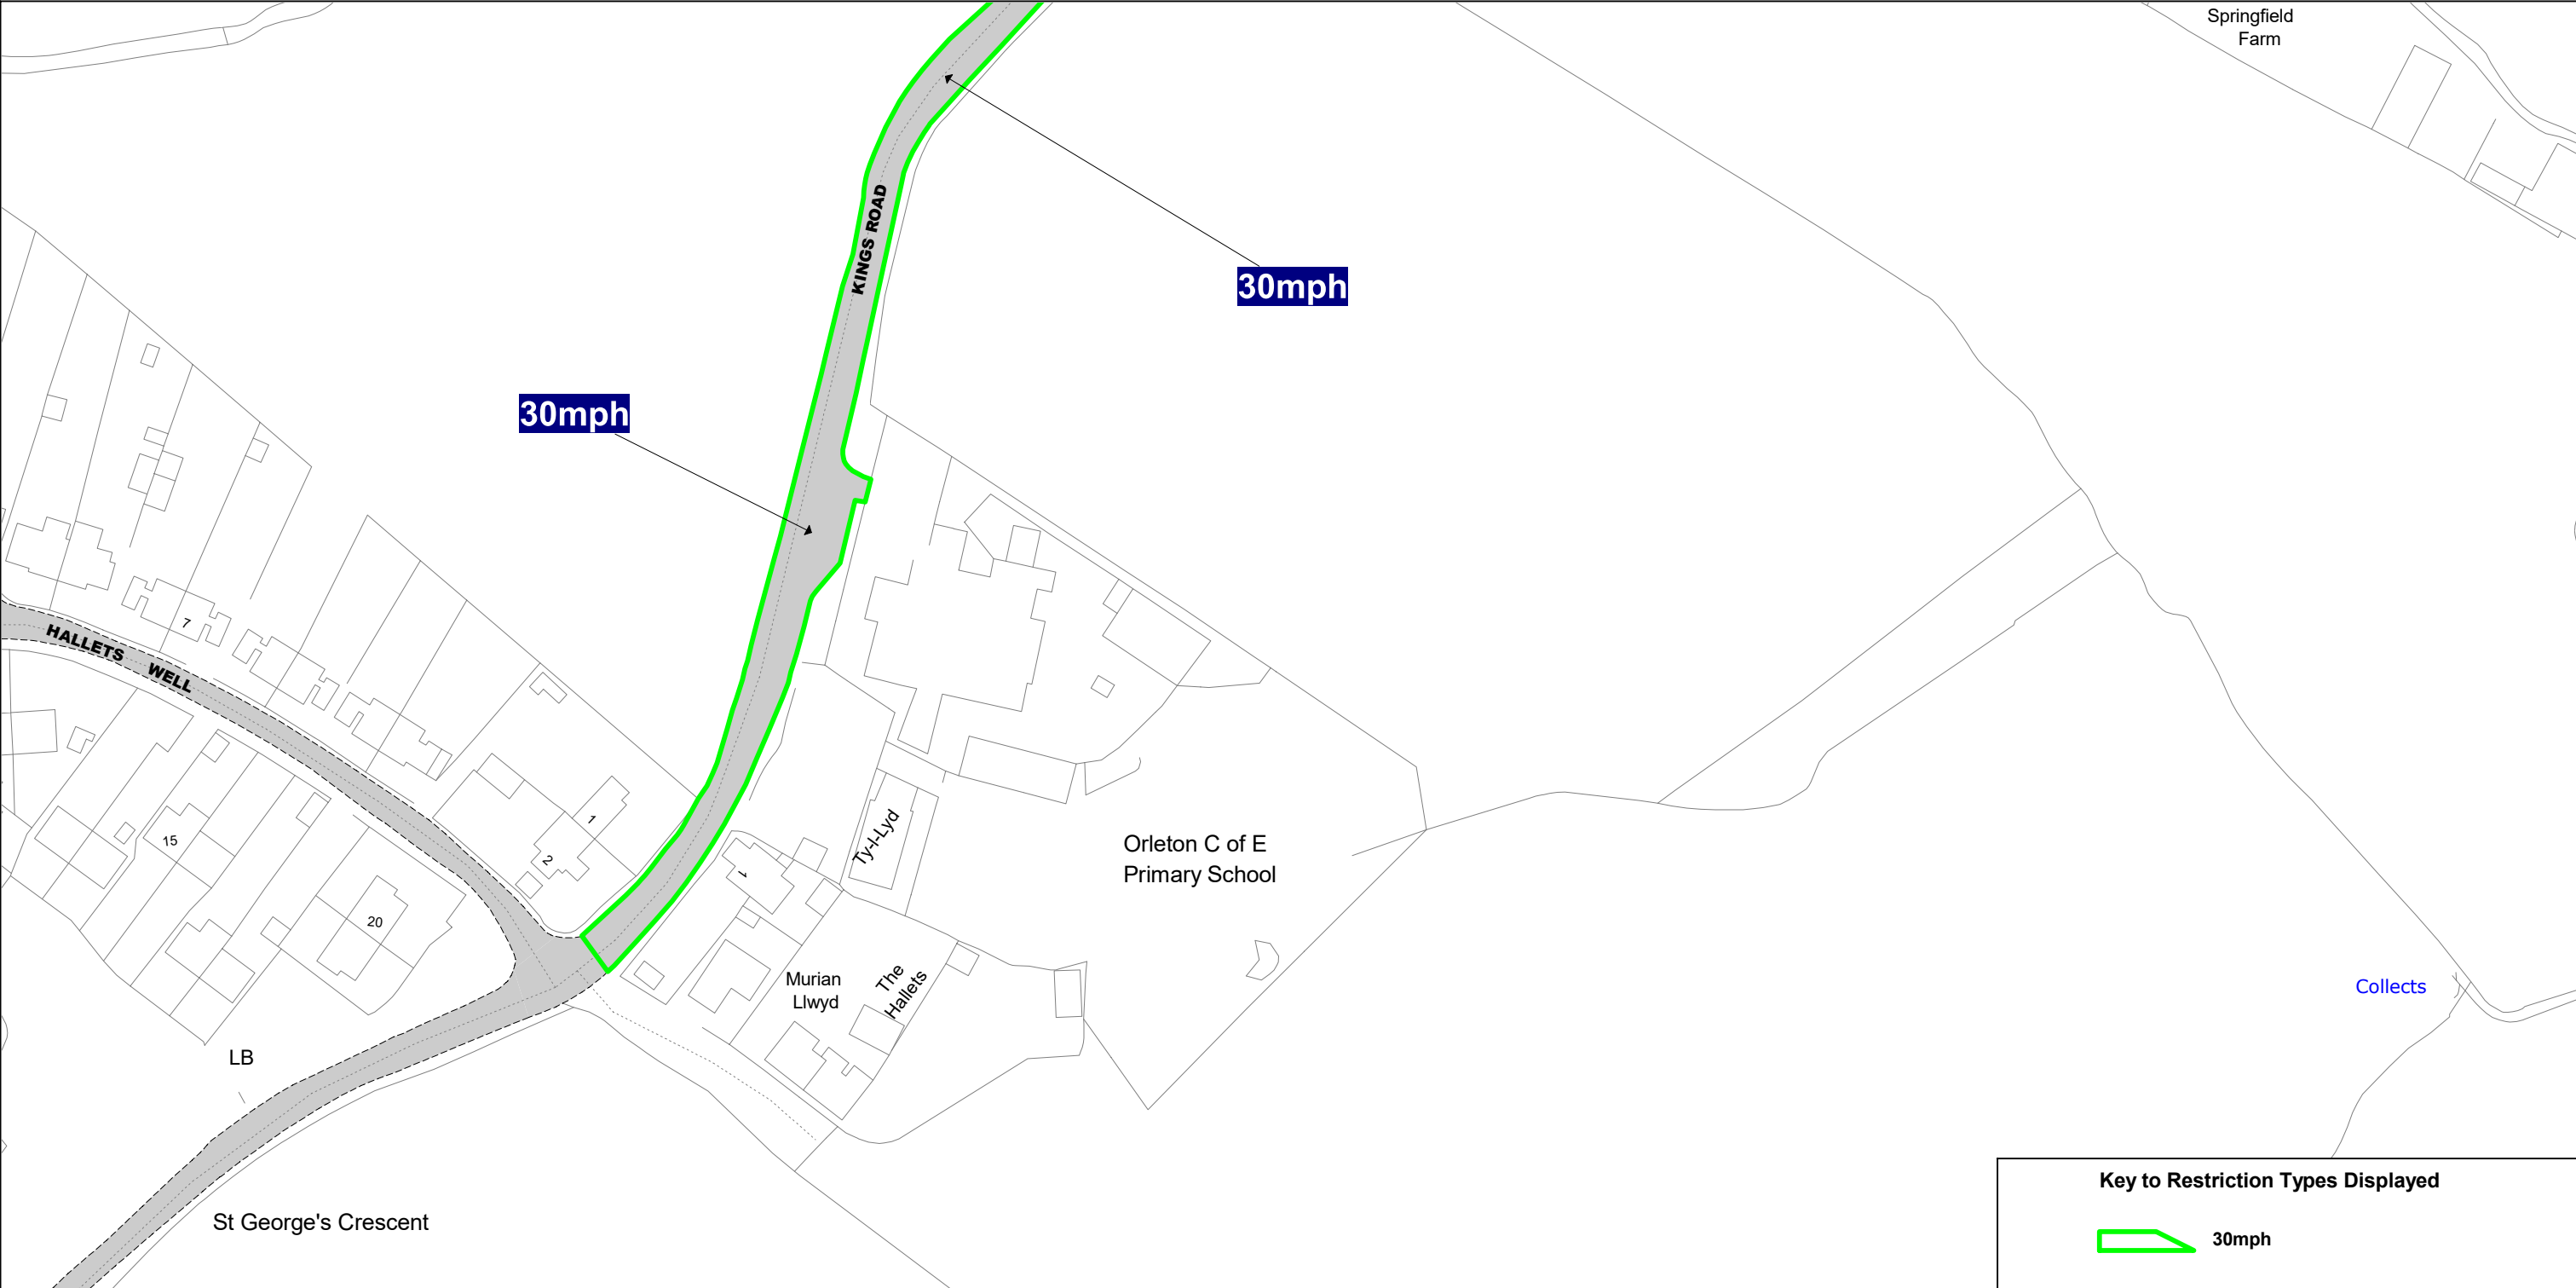 Springfield
Farm
KINGS ROAD
30mph
30mph
HALLETS WELL
7
1
2
15
20
Ty-I-Lyd
1
Orleton C of E
Primary School
Murian
Llwyd
The
Hallets
Collects
LB
St George's Crescent
Key to Restriction Types Displayed
30mph